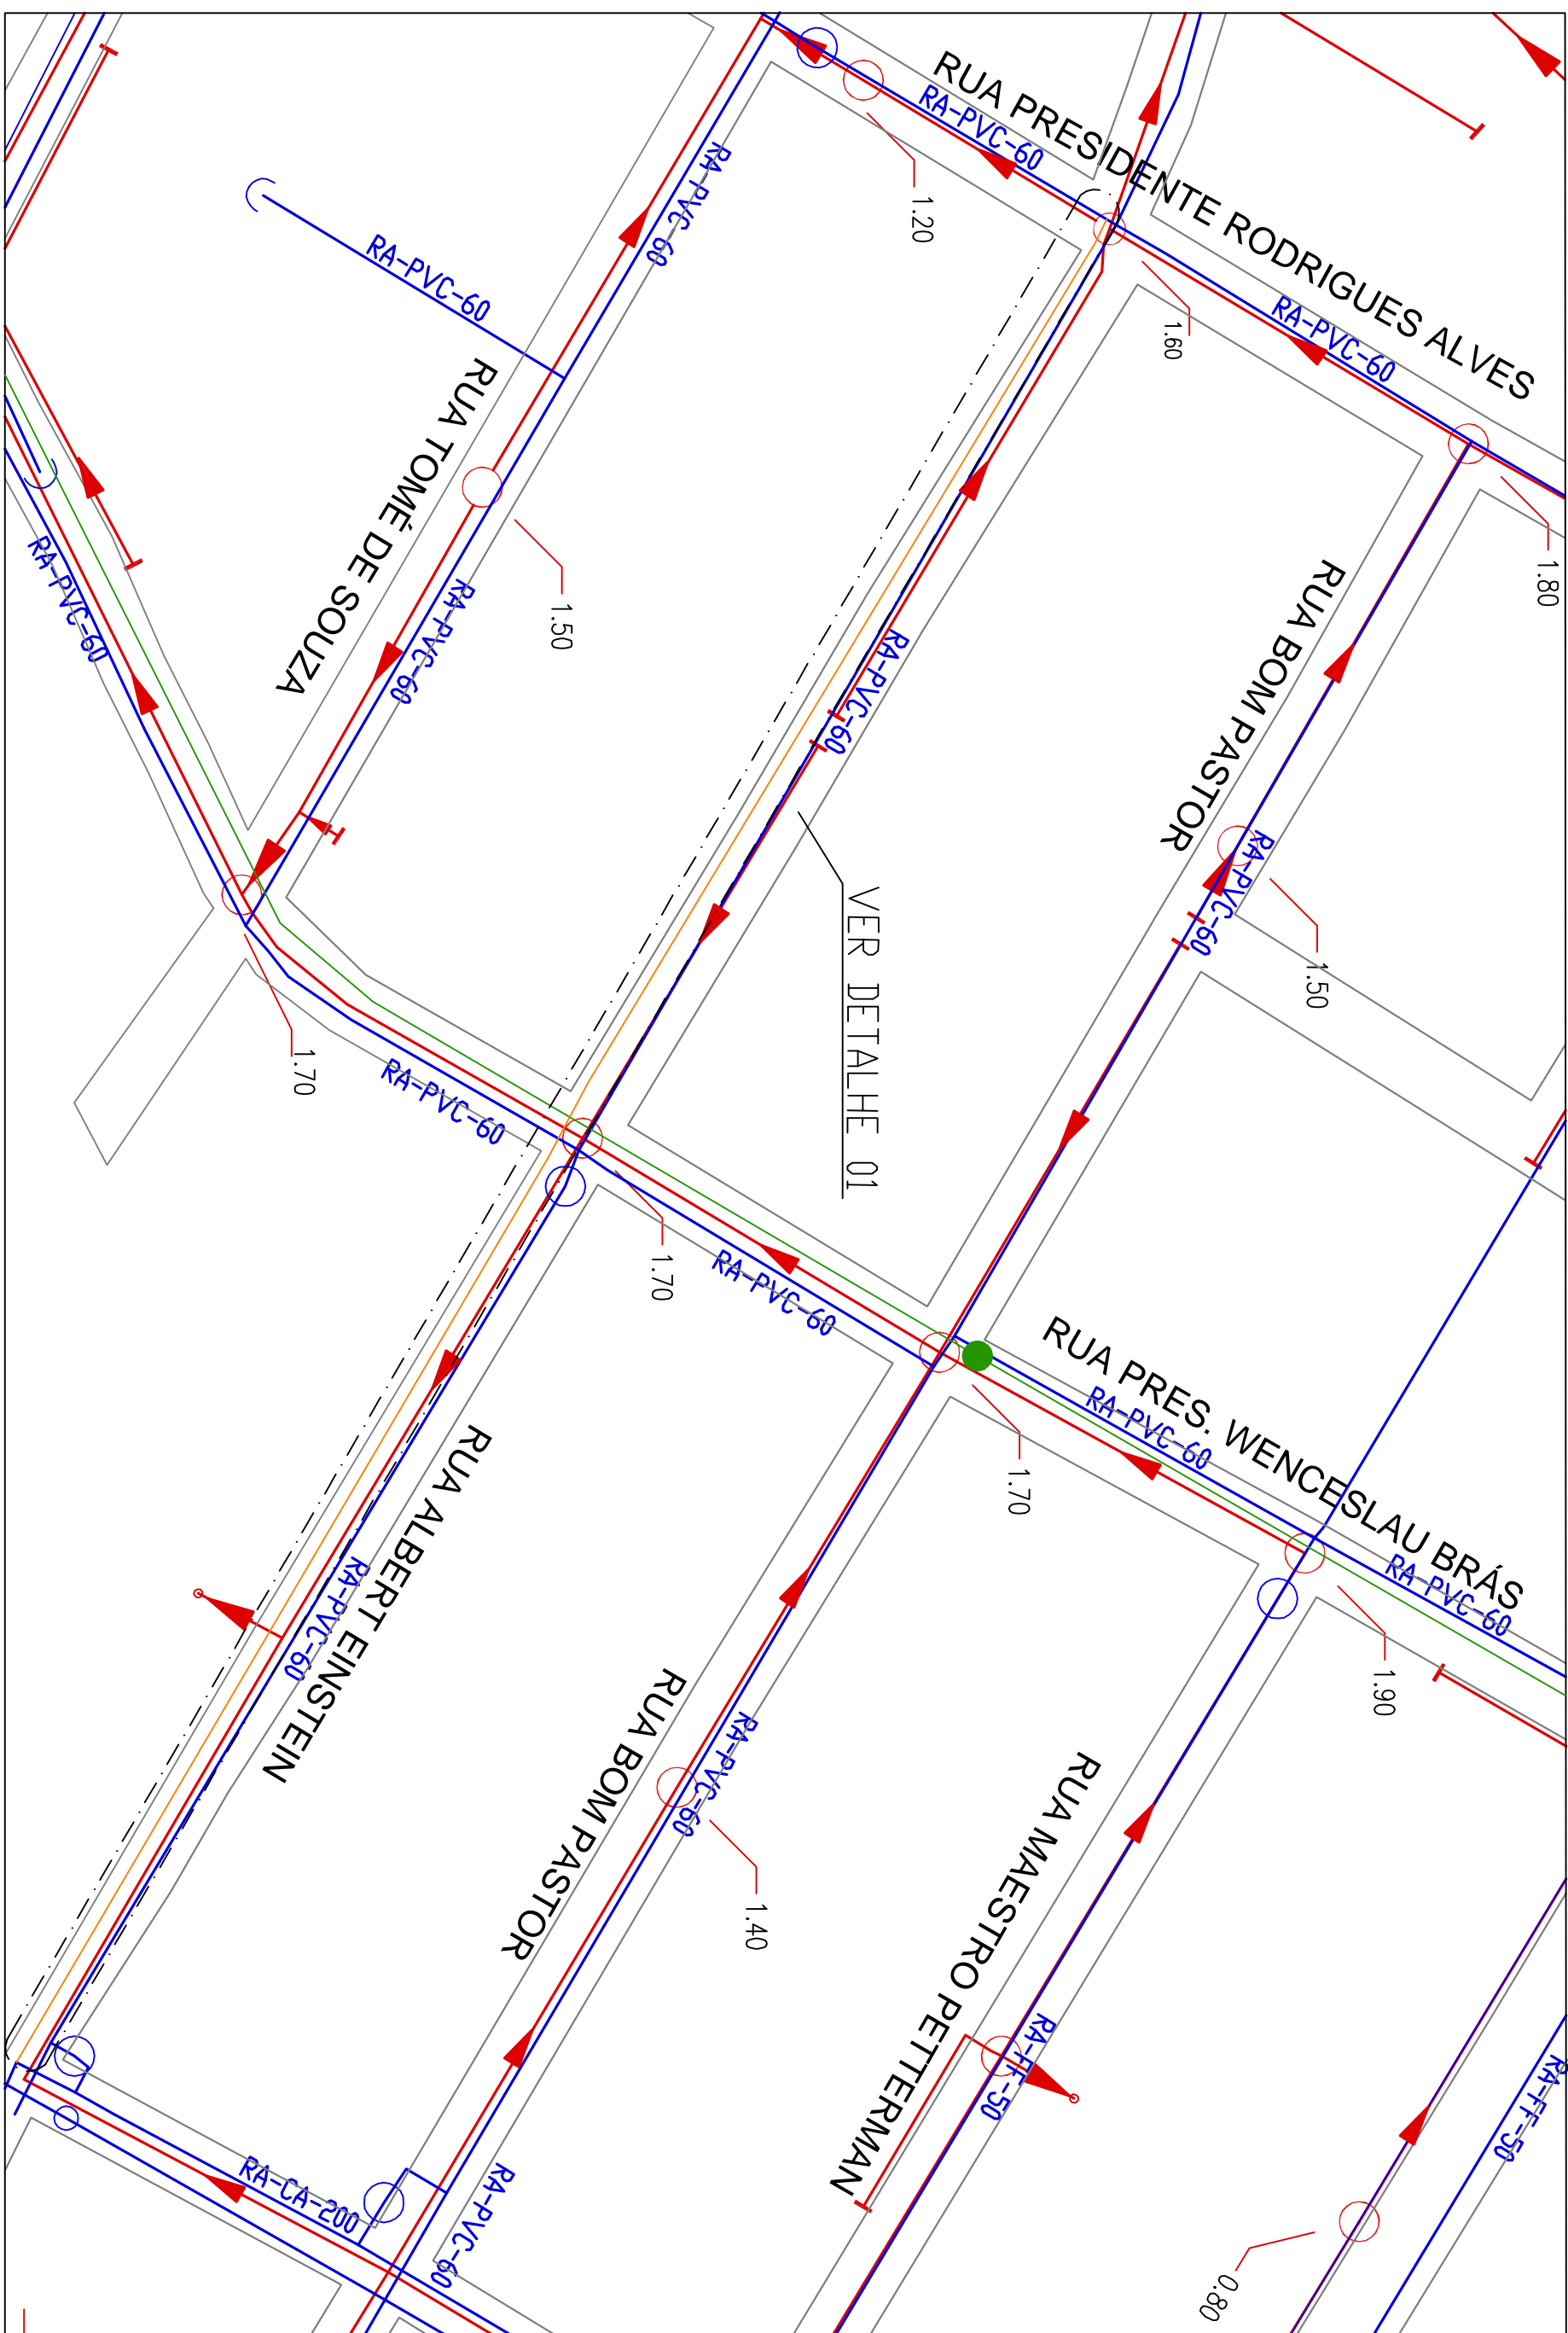 RUA PRESIDENTE RODRIGUES ALVES
RA-PVC-60
RA-PVC-60
1.20
1.60
1.80
RA-PVC-60
RA-PVC-60
RUA TOMÉ DE SOUZA
1.50
RA-PVC-60
RA-PVC-60
RA-PVC-60
RUA BOM PASTOR
RA-PVC-60
1.50
VER DETALHE 01
1.70
RA-PVC-60
1.70
RA-PVC-60
RUA PRES. WENCESLAU BRÁS
RA-PVC-60
RA-PVC-60
1.70
1.90
RUA ALBERT EINSTEIN
RA-PVC-60
RUA BOM PASTOR
RA-PVC-60
1.40
RUA MAESTRO PETTERMAN
RA-FF-50
RA-FF-50
RA-CA-200
RA-PVC-60
0.80